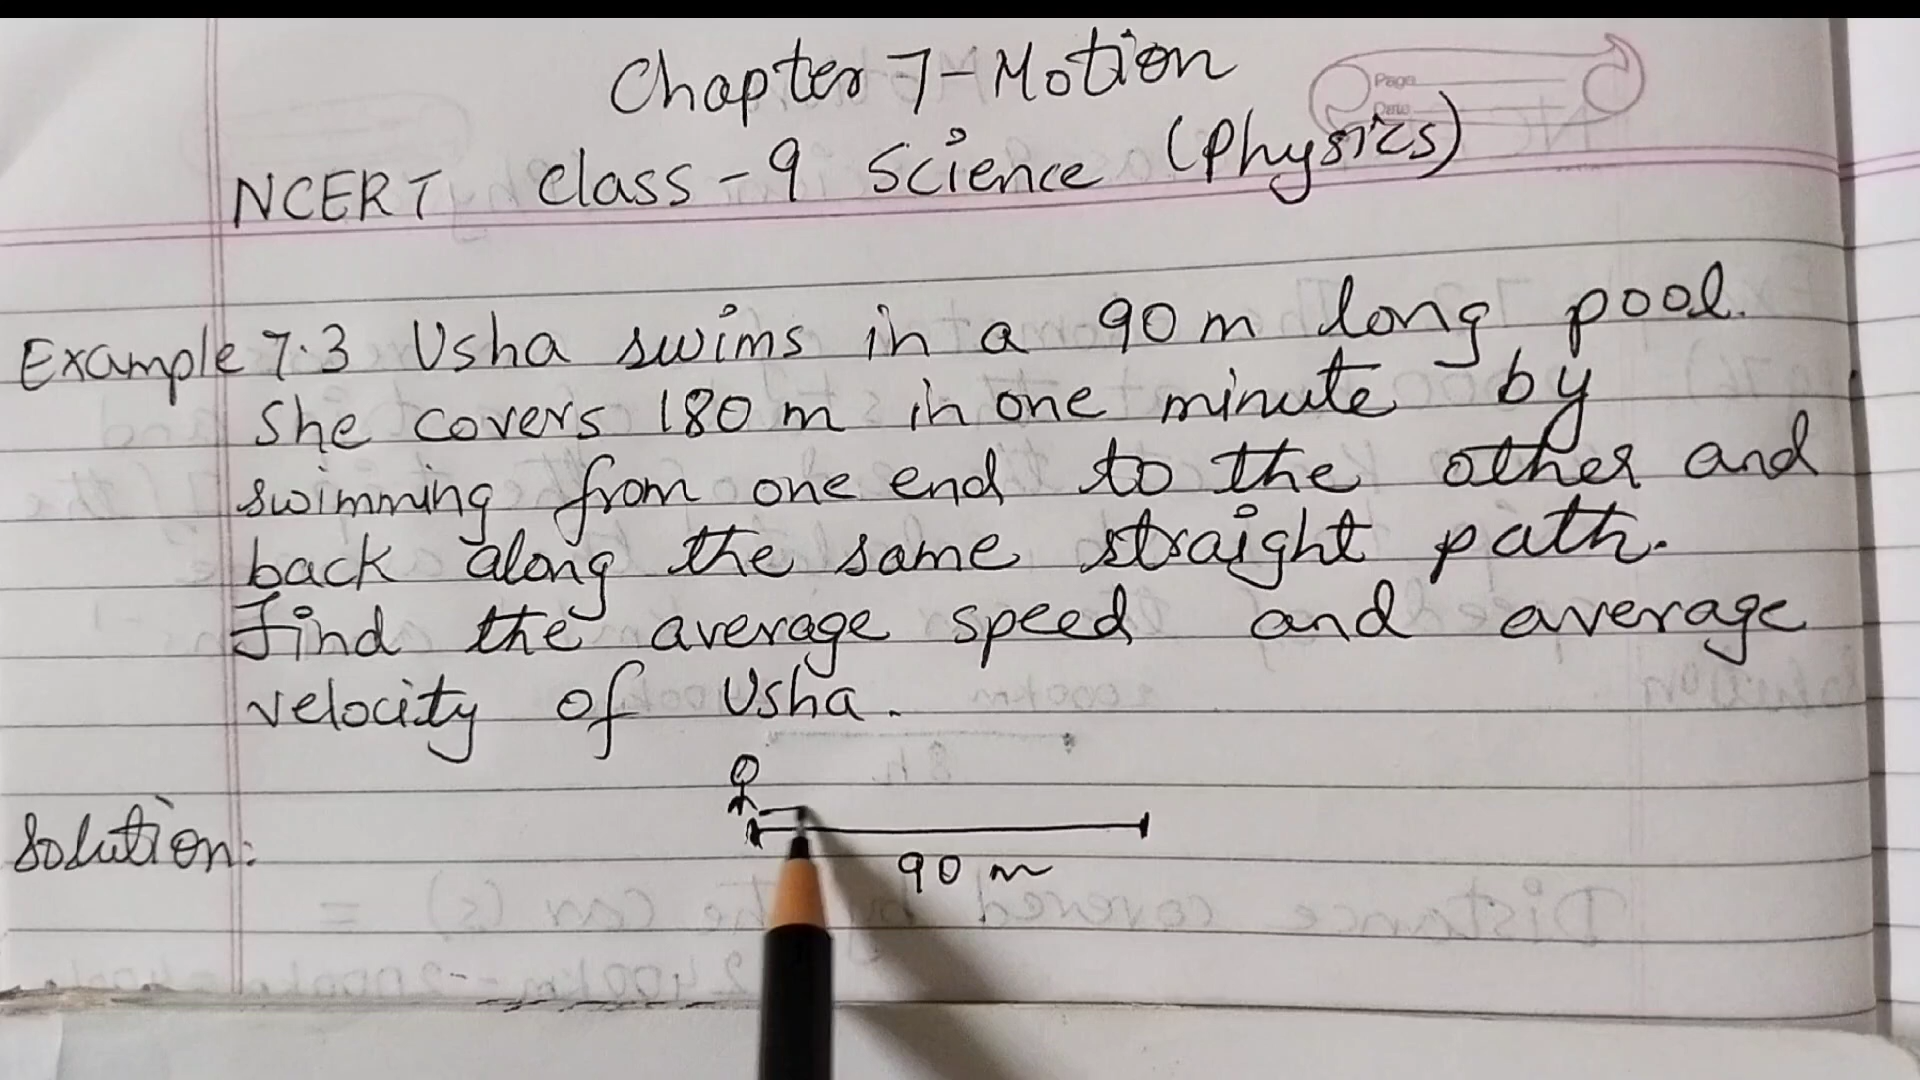 Chapter 7-Motion
Page
Date
NCERT Class-9 Science (Physics)
Example 7.3 Usha swims in a 90 m long pool.
She covers 180 m in one minute by
swimming from one end to the other and
back along the same straight path.
Find the average speed and average
velocity of Usha.
Solution:
90 m